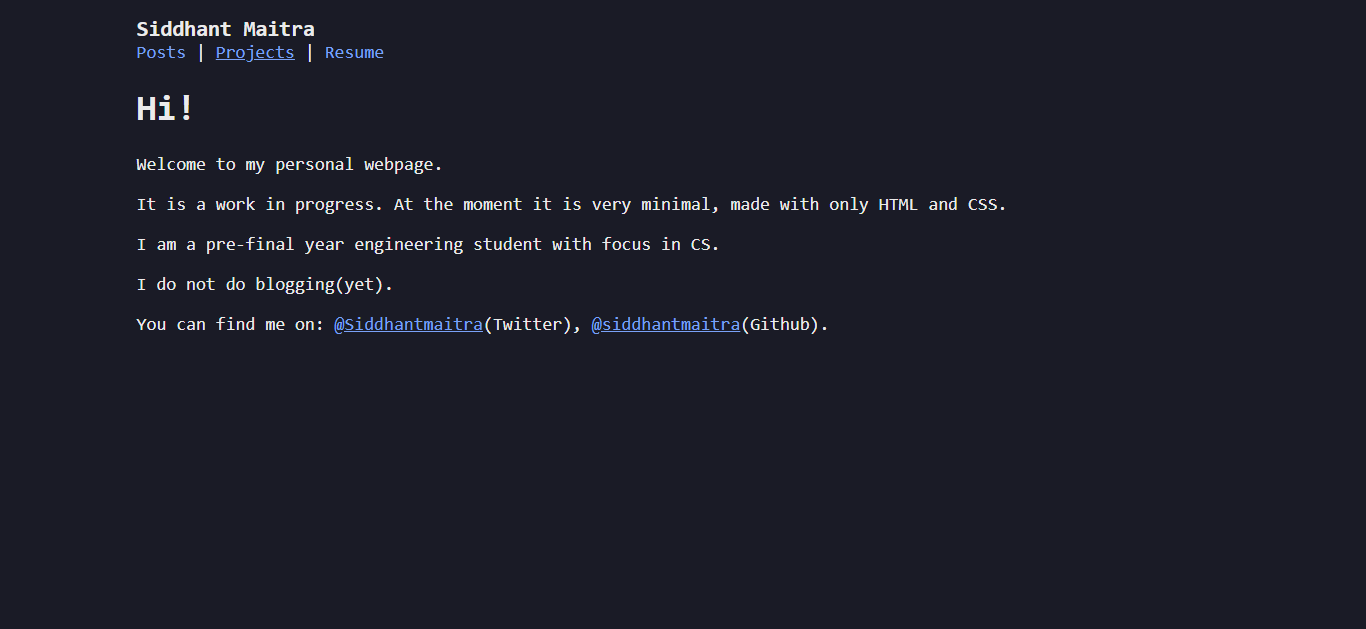 Siddhant Maitra
Posts | Projects | Resume
Hi!
Welcome to my personal webpage.
It is a work in progress. At the moment it is very minimal, made with only HTML and CSS.
I am a pre-final year engineering student with focus in CS.
I do not do blogging(yet).
You can find me on: @Siddhantmaitra(Twitter), @siddhantmaitra(Github).